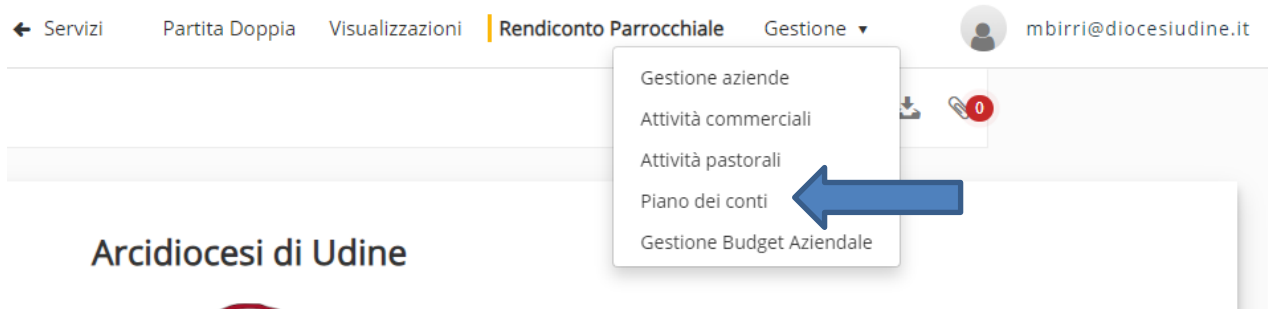 ← Servizi Partita Doppia Visualizzazioni Rendiconto Parrocchiale Gestione ▾ mbirri@diocesiudine.it
Gestione aziende
Attività commerciali
0
Attività pastorali
Piano dei conti
Gestione Budget Aziendale
Arcidiocesi di Udine